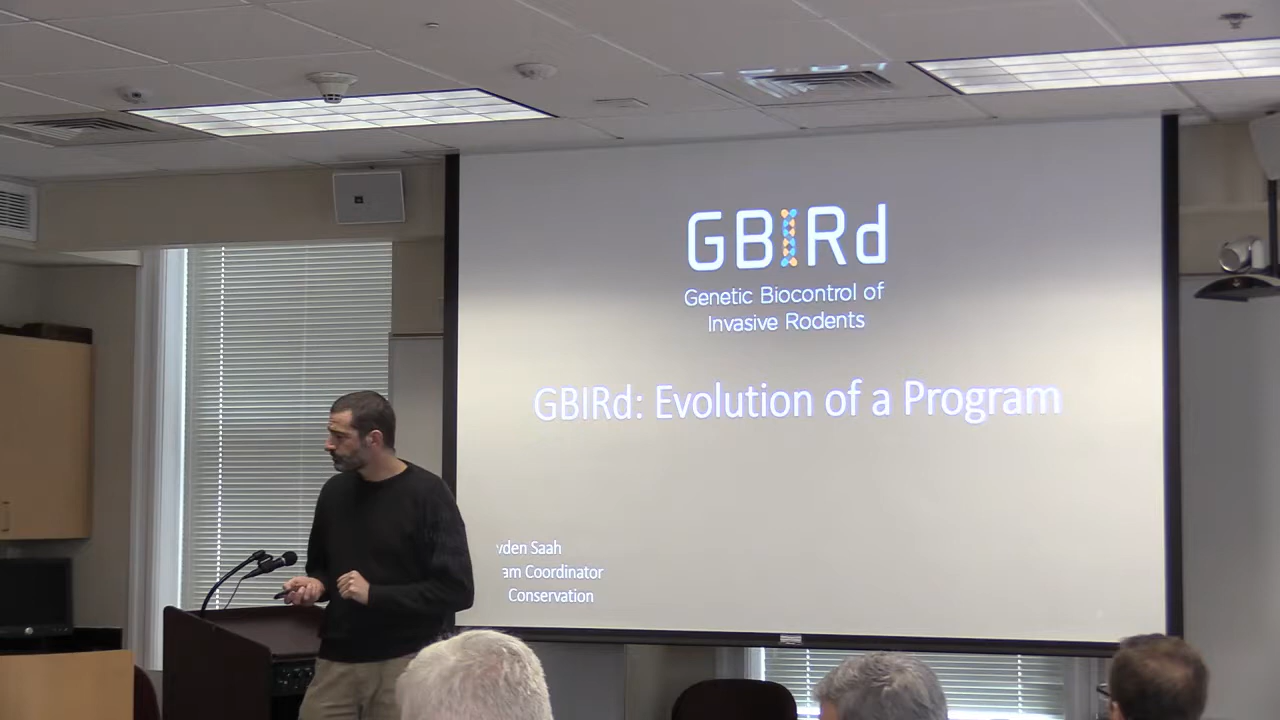 GBIRd
Genetic Biocontrol of
Invasive Rodents
GBIRd: Evolution of a Program
yden Saah
am Coordinator
Conservation